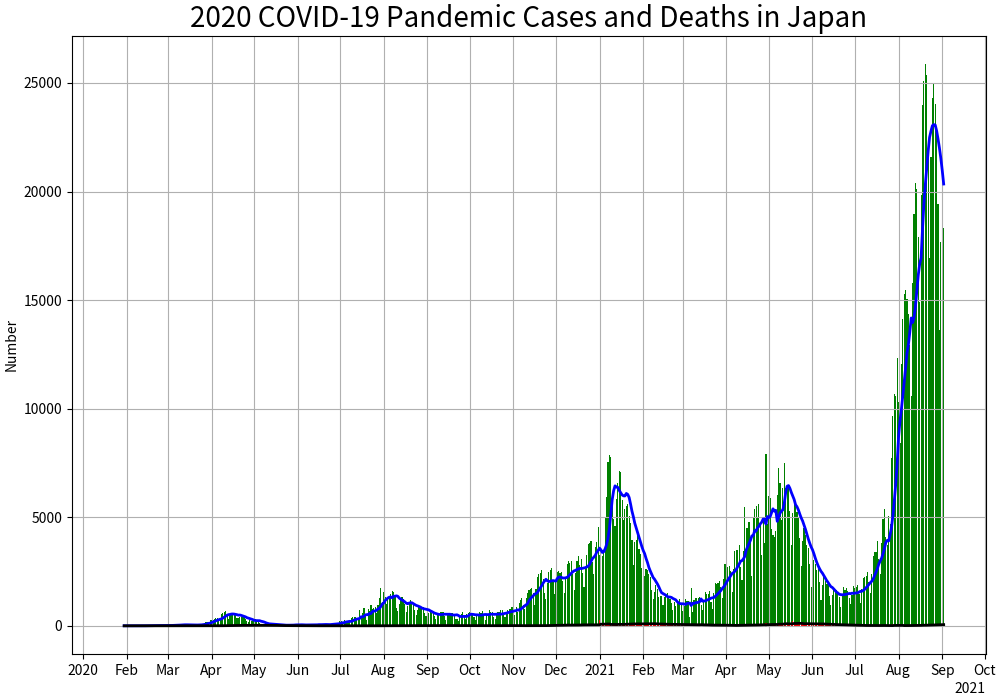 2020 COVID-19 Pandemic Cases and Deaths in Japan
25000
20000
15000
10000
5000
0
Number
2020 Feb Mar Apr May Jun Jul Aug Sep Oct Nov Dec 2021 Feb Mar Apr May Jun Jul Aug Sep Oct
2021